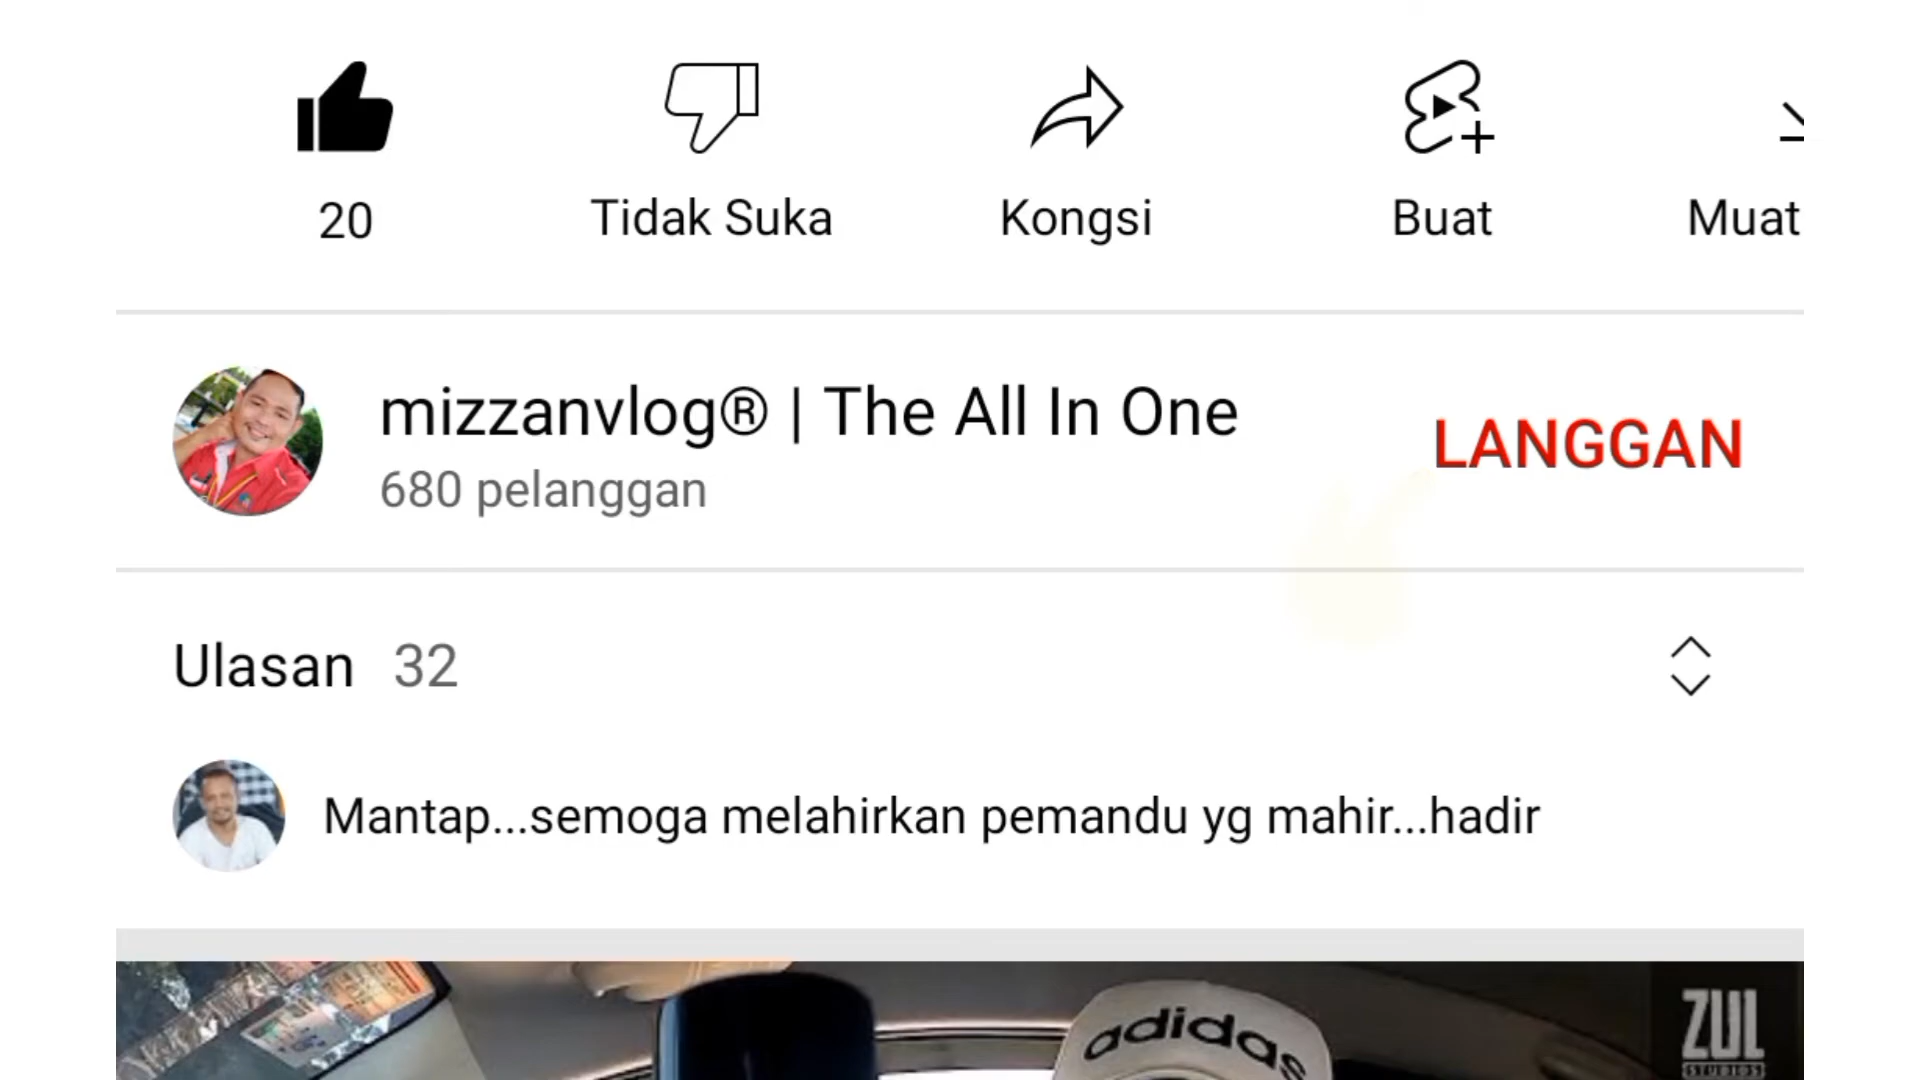 20
Tidak Suka
Kongsi
Buat
Muat
mizzanvlog® | The All In One
680 pelanggan
LANGGAN
Ulasan 32
Mantap...semoga melahirkan pemandu yg mahir...hadir
adidas
ZUL
STUDIOS